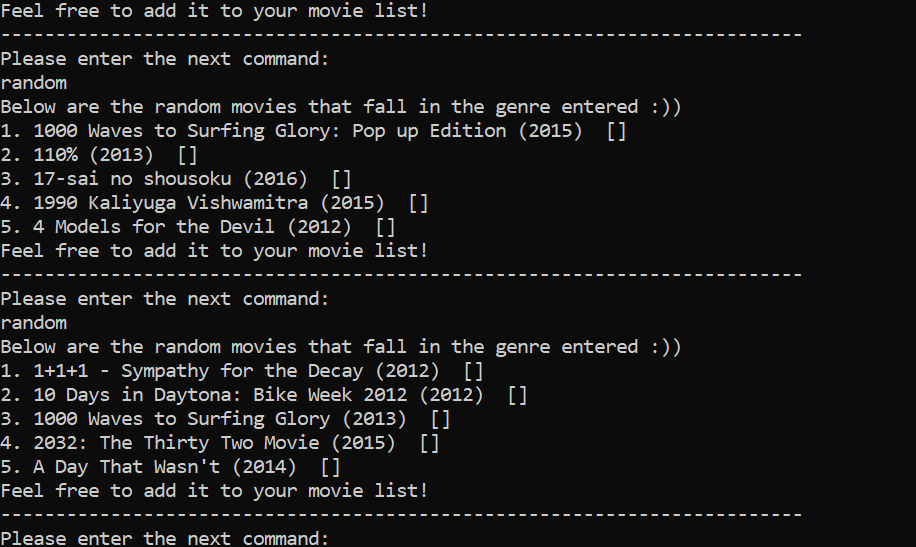 Feel free to add it to your movie list!
-------------------------------------------------------------------------
Please enter the next command:
random
Below are the random movies that fall in the genre entered :))
1. 1000 Waves to Surfing Glory: Pop up Edition (2015)  []
2. 110% (2013)  []
3. 17-sai no shousoku (2016)  []
4. 1990 Kaliyuga Vishwamitra (2015)  []
5. 4 Models for the Devil (2012)  []
Feel free to add it to your movie list!
-------------------------------------------------------------------------
Please enter the next command:
random
Below are the random movies that fall in the genre entered :))
1. 1+1+1 - Sympathy for the Decay (2012)  []
2. 10 Days in Daytona: Bike Week 2012 (2012)  []
3. 1000 Waves to Surfing Glory (2013)  []
4. 2032: The Thirty Two Movie (2015)  []
5. A Day That Wasn't (2014)  []
Feel free to add it to your movie list!
-------------------------------------------------------------------------
Please enter the next command: